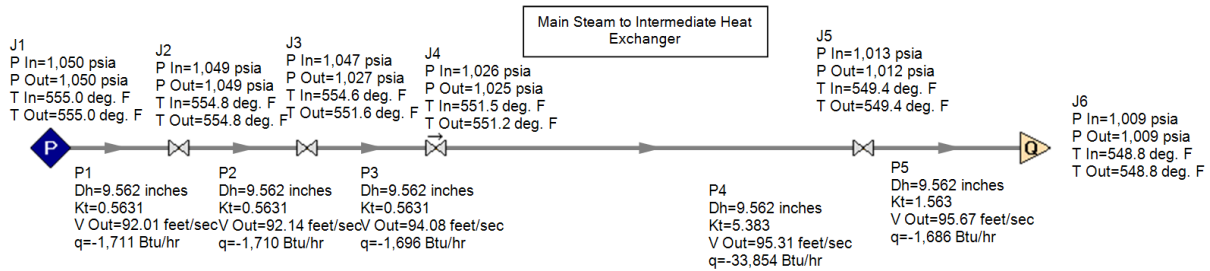 Main Steam to Intermediate Heat
Exchanger
J1
P In=1,050 psia
P Out=1,050 psia
T In=555.0 deg. F
T Out=555.0 deg. F
J2
P In=1,049 psia
P Out=1,049 psia
T In=554.8 deg. F
T Out=554.8 deg. F
J3
P In=1,047 psia
P Out=1,027 psia
T In=554.6 deg. F
T Out=551.6 deg. F
J4
P In=1,026 psia
P Out=1,025 psia
T In=551.5 deg. F
T Out=551.2 deg. F
J5
P In=1,013 psia
P Out=1,012 psia
T In=549.4 deg. F
T Out=549.4 deg. F
J6
P In=1,009 psia
P Out=1,009 psia
T In=548.8 deg. F
T Out=548.8 deg. F
P
Q
P1
Dh=9.562 inches
Kt=0.5631
V Out=92.01 feet/sec
q=-1,711 Btu/hr
P2
Dh=9.562 inches
Kt=0.5631
V Out=92.14 feet/sec
q=-1,710 Btu/hr
P3
Dh=9.562 inches
Kt=0.5631
V Out=94.08 feet/sec
q=-1,696 Btu/hr
P4
Dh=9.562 inches
Kt=5.383
V Out=95.31 feet/sec
q=-33,854 Btu/hr
P5
Dh=9.562 inches
Kt=1.563
V Out=95.67 feet/sec
q=-1,686 Btu/hr